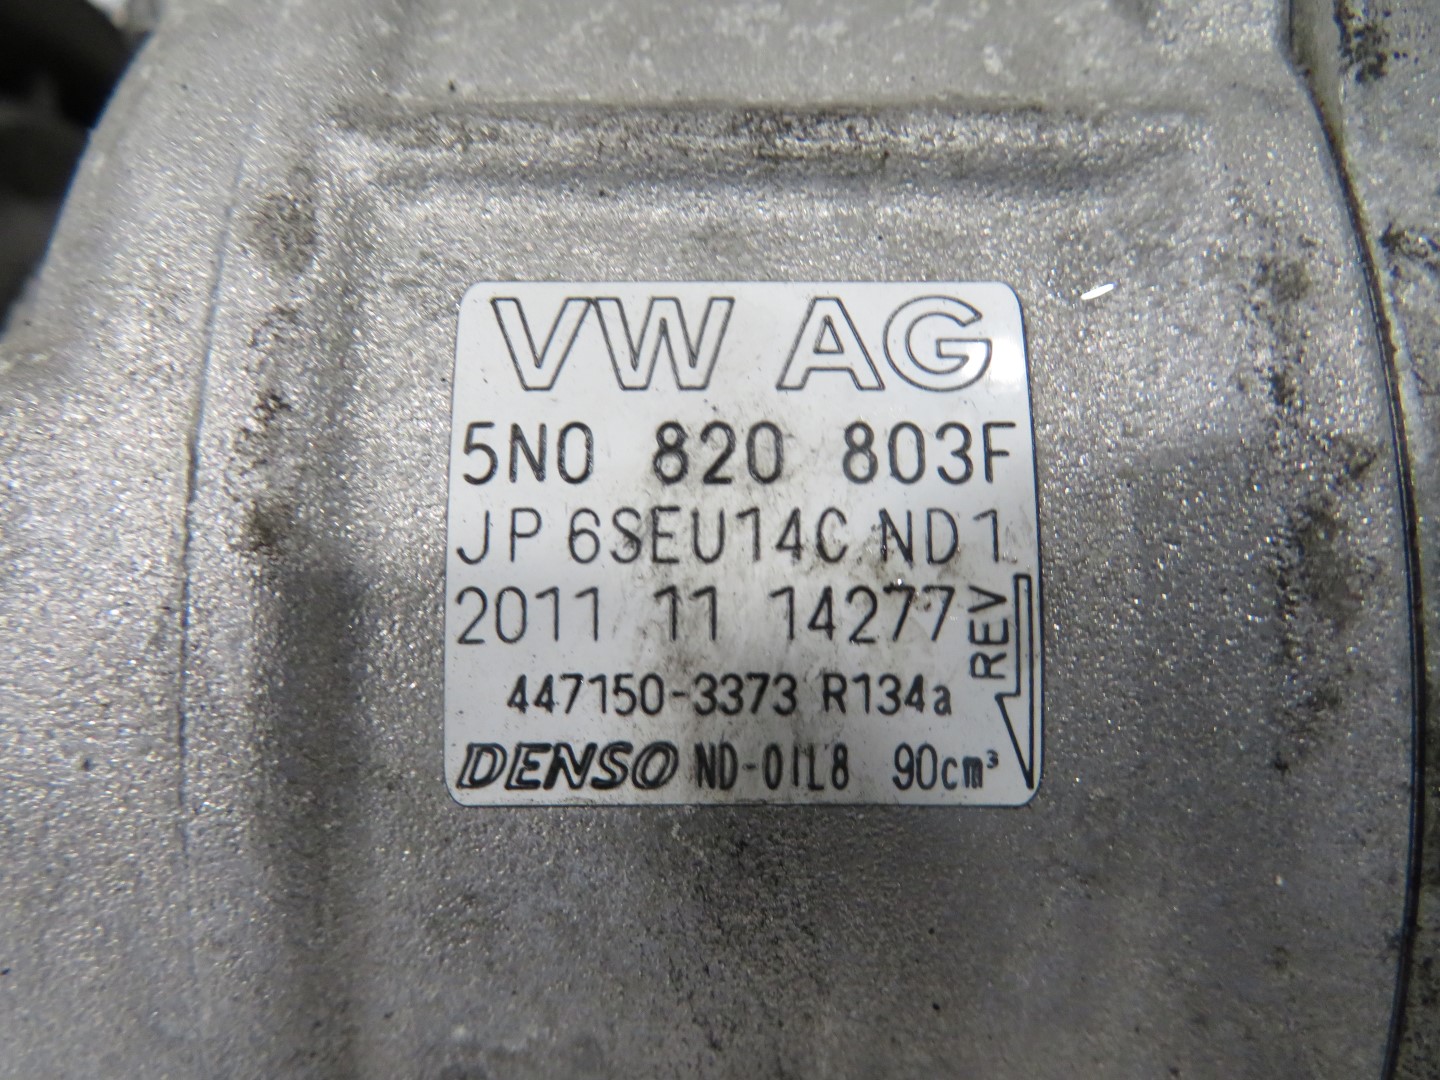 VW AG
5N0 820 803F
JP 6SEU14C ND1
2011 11 14277
REV
447150-3373 R134a
DENSO ND-OIL8 90cm³